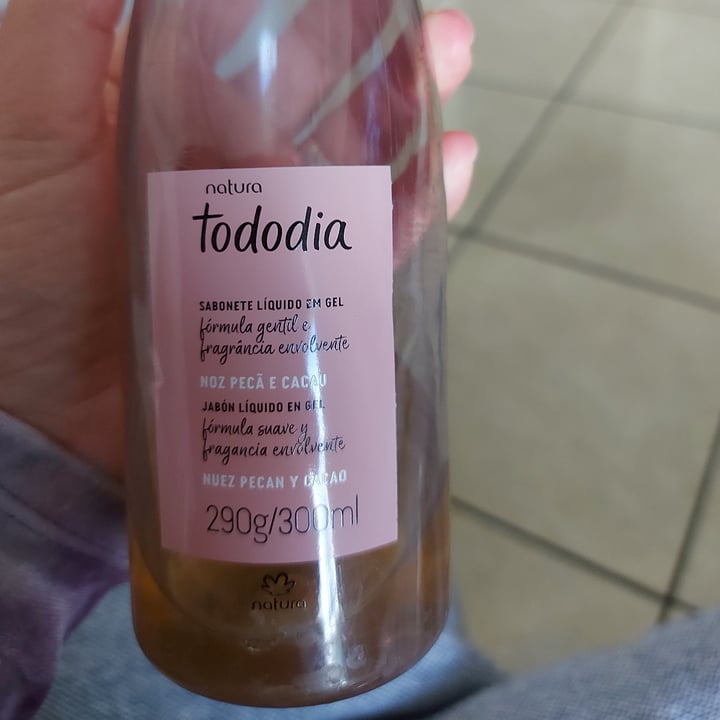 natura
tododia
SABONETE LÍQUIDO EM GEL
fórmula gentil e
fragrância envolvente
NOZ PECÃ E CACAU
JABÓN LÍQUIDO EN GEL
fórmula suave y
fragancia envolvente
NUEZ PECAN Y CACAO
290g/300ml
natura